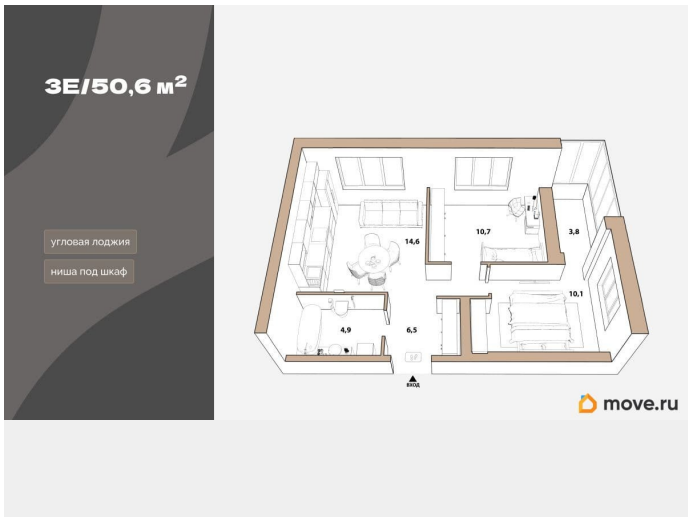 3Е/50,6 м²
угловая лоджия
ниша под шкаф
14,6
10,7
3,8
10,1
4,9
6,5
ВХОД
move.ru